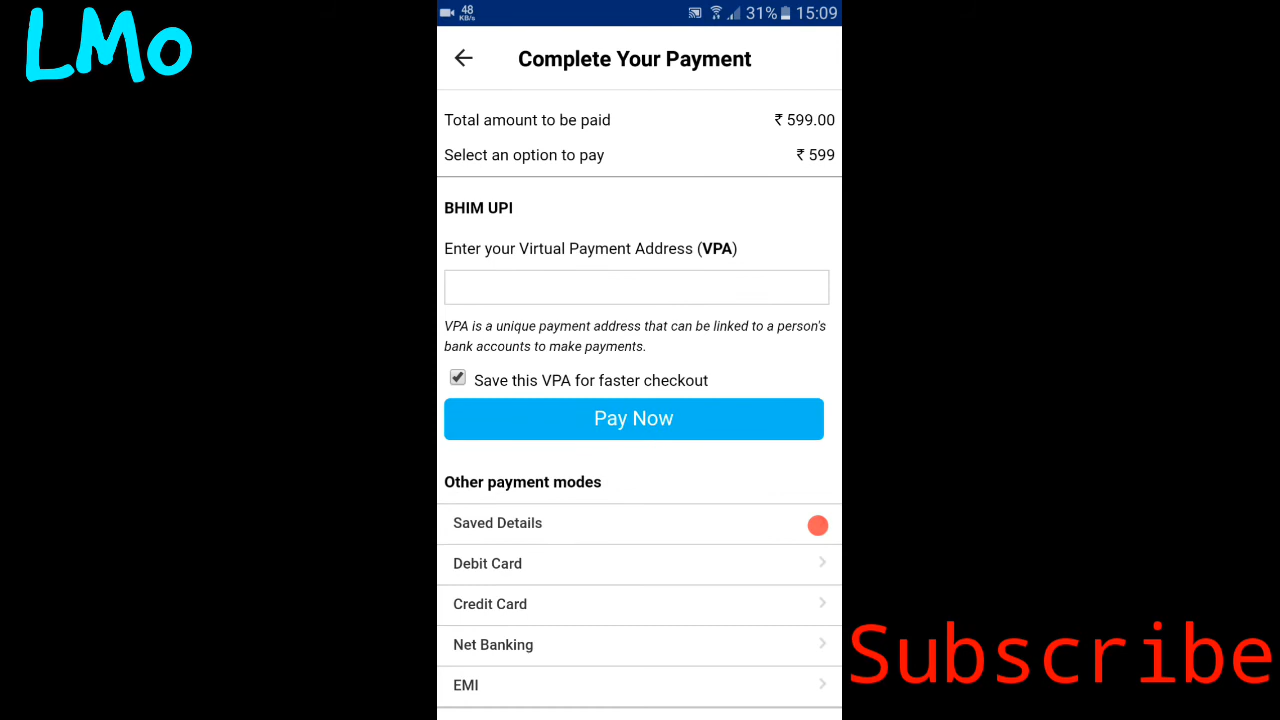 LMo
48
KB/s
31%
15:09
Complete Your Payment
Total amount to be paid ₹ 599.00
Select an option to pay ₹ 599
BHIM UPI
Enter your Virtual Payment Address (VPA)
VPA is a unique payment address that can be linked to a person's
bank accounts to make payments.
Save this VPA for faster checkout
Pay Now
Other payment modes
Saved Details
Debit Card
Credit Card
Net Banking
EMI
Subscribe